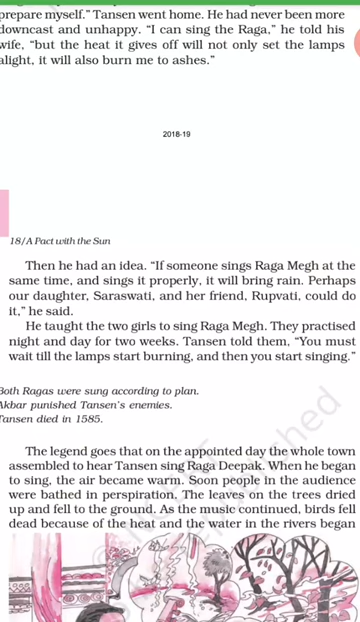 prepare myself.” Tansen went home. He had never been more
downcast and unhappy. “I can sing the Raga,” he told his
wife, “but the heat it gives off will not only set the lamps
alight, it will also burn me to ashes.”
2018-19
18/A Pact with the Sun
Then he had an idea. “If someone sings Raga Megh at the
same time, and sings it properly, it will bring rain. Perhaps
our daughter, Saraswati, and her friend, Rupvati, could do
it,” he said.
He taught the two girls to sing Raga Megh. They practised
night and day for two weeks. Tansen told them, “You must
wait till the lamps start burning, and then you start singing.”
Both Ragas were sung according to plan.
Akbar punished Tansen’s enemies.
Tansen died in 1585.
The legend goes that on the appointed day the whole town
assembled to hear Tansen sing Raga Deepak. When he began
to sing, the air became warm. Soon people in the audience
were bathed in perspiration. The leaves on the trees dried
up and fell to the ground. As the music continued, birds fell
dead because of the heat and the water in the rivers began